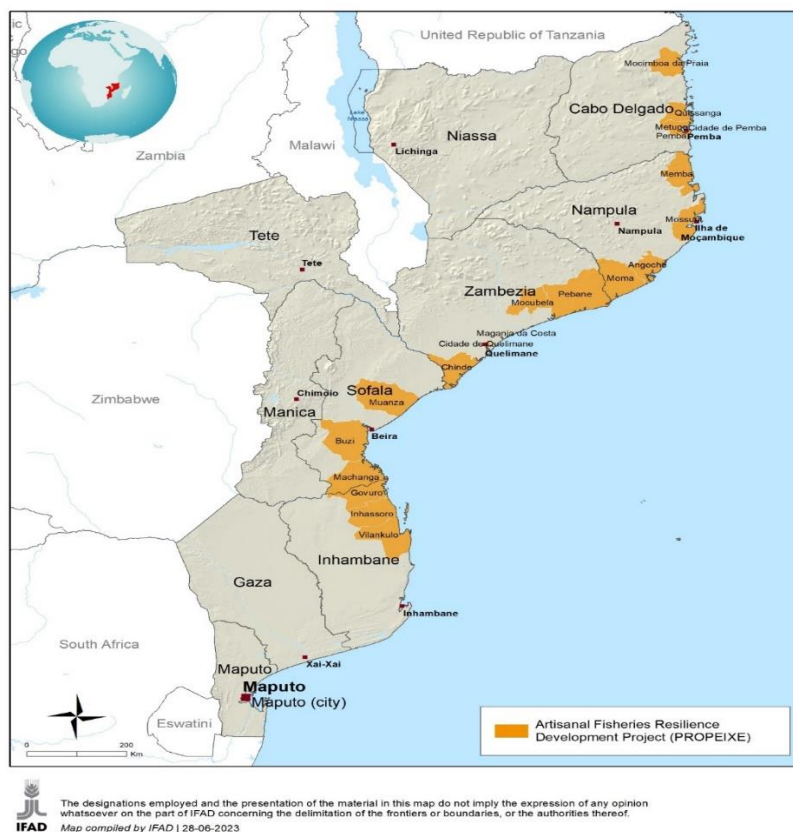 ic
go
United Republic of Tanzania
Mocimboa da Praia
Cabo Delgado
Lake
Niassa
Niassa
Quissanga
Metuge
Cidade de Pemba
Pemba
Pemba
Malawi
Lichinga
Zambia
Memba
Nampula
Mossuril
Ilha de
Moçambique
Nampula
Tete
Tete
Angoche
Moma
Zambezia
Pebane
Mocubela
Maganja da Costa
Cidade de Quelimane
Quelimane
Chinde
Sofala
Chimoio
Muanza
Zimbabwe
Manica
Beira
Buzi
Machanga
Govuro
Inhassoro
Vilankulo
Inhambane
Gaza
Inhambane
South Africa
Xai-Xai
Maputo
Maputo
Maputo (city)
Eswatini
0
200
Km
Artisanal Fisheries Resilience
Development Project (PROPEIXE)
IFAD
The designations employed and the presentation of the material in this map do not imply the expression of any opinion
whatsoever on the part of IFAD concerning the delimitation of the frontiers or boundaries, or the authorities thereof.
Map compiled by IFAD | 28-06-2023